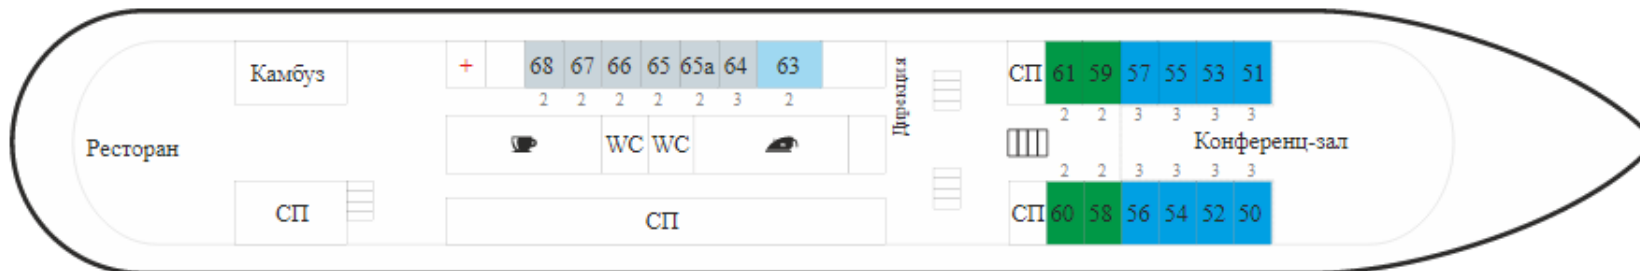 Камбуз
+
68 67 66 65 65а 64 63
2 2 2 2 2 3 2
Дирекция
СП 61 59 57 55 53 51
2 2 3 3 3 3
Ресторан
WC WC
Конференц-зал
2 2 3 3 3 3
СП
СП
СП 60 58 56 54 52 50